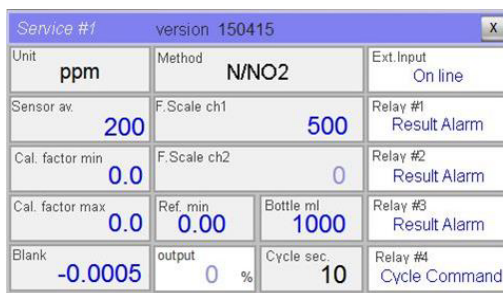 Service #1 version 150415 X
Unit
ppm
Method
N/NO2
Ext.Input
On line
Sensor av.
200
F.Scale ch1
500
Relay #1
Result Alarm
Cal. factor min
0.0
F.Scale ch2
0
Relay #2
Result Alarm
Cal. factor max
0.0
Ref. min
0.00
Bottle ml
1000
Relay #3
Result Alarm
Blank
-0.0005
output
0 %
Cycle sec.
10
Relay #4
Cycle Command